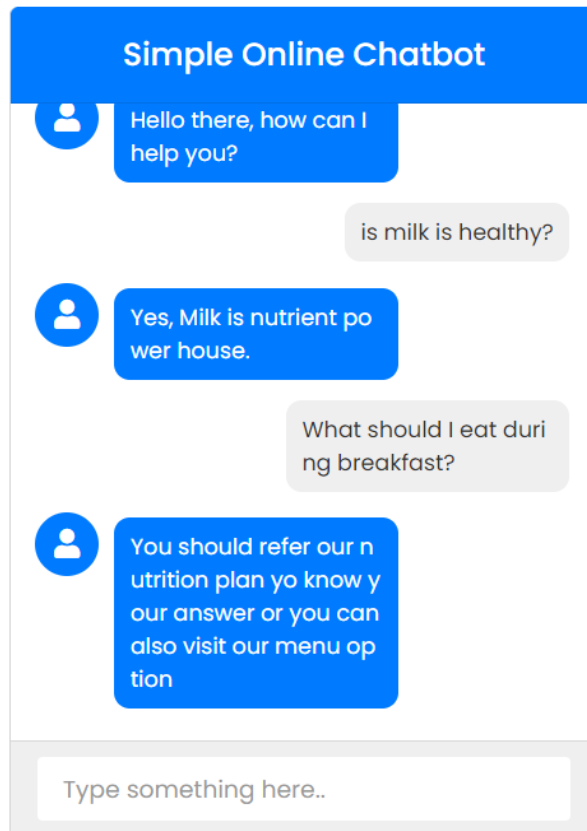 Simple Online Chatbot
Hello there, how can I
help you?
is milk is healthy?
Yes, Milk is nutrient po
wer house.
What should I eat duri
ng breakfast?
You should refer our n
utrition plan yo know y
our answer or you can
also visit our menu op
tion
Type something here..